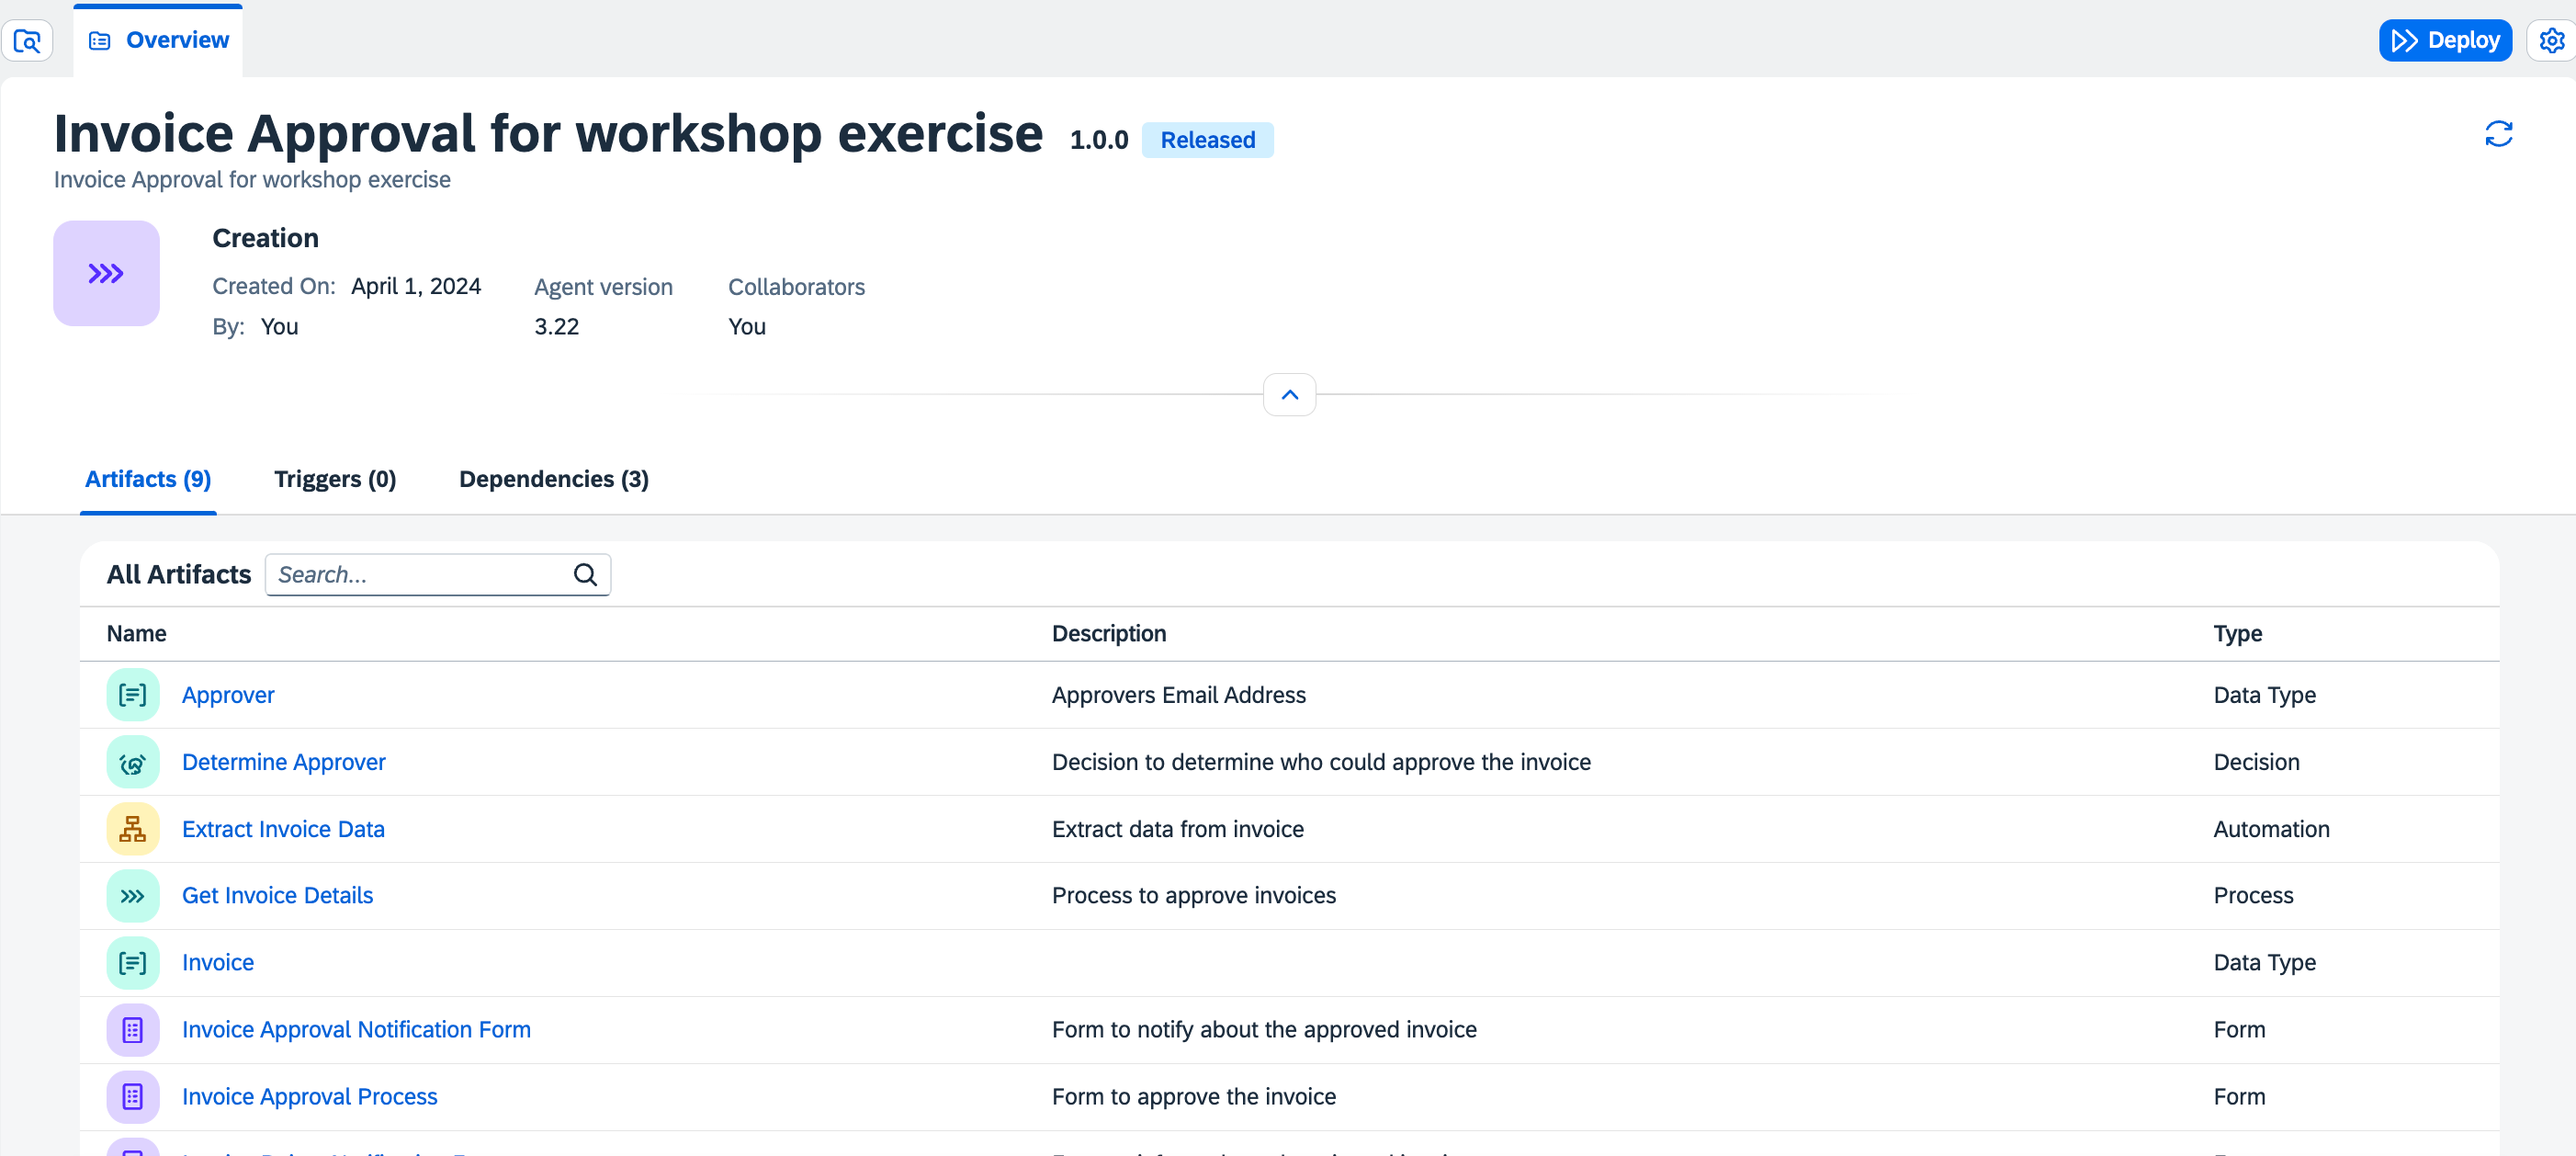 Overview
Deploy
Invoice Approval for workshop exercise 1.0.0 Released
Invoice Approval for workshop exercise
Creation
Created On: April 1, 2024 Agent version Collaborators
By: You 3.22 You
Artifacts (9) Triggers (0) Dependencies (3)
All Artifacts Search...
Name Description Type
Approver Approvers Email Address Data Type
Determine Approver Decision to determine who could approve the invoice Decision
Extract Invoice Data Extract data from invoice Automation
Get Invoice Details Process to approve invoices Process
Invoice Data Type
Invoice Approval Notification Form Form to notify about the approved invoice Form
Invoice Approval Process Form to approve the invoice Form